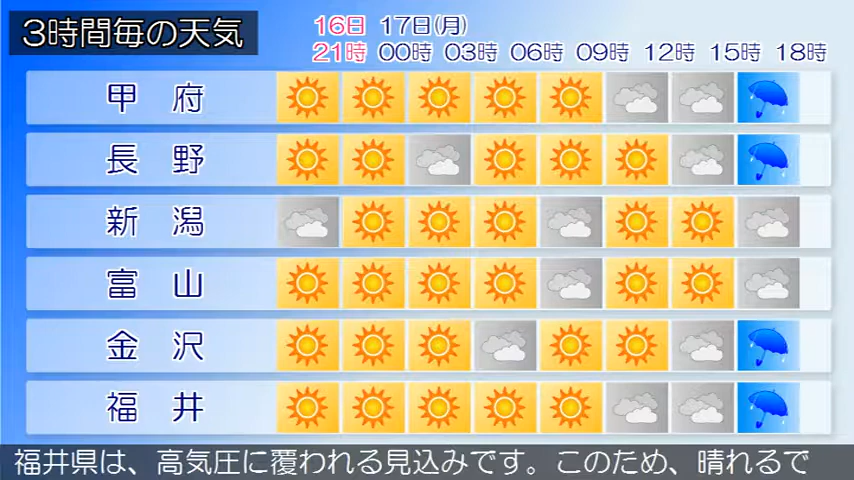 3時間毎の天気
16日 17日(月)
21時 00時 03時 06時 09時 12時 15時 18時
甲府
長野
新潟
富山
金沢
福井
福井県は、高気圧に覆われる見込みです。このため、晴れるで